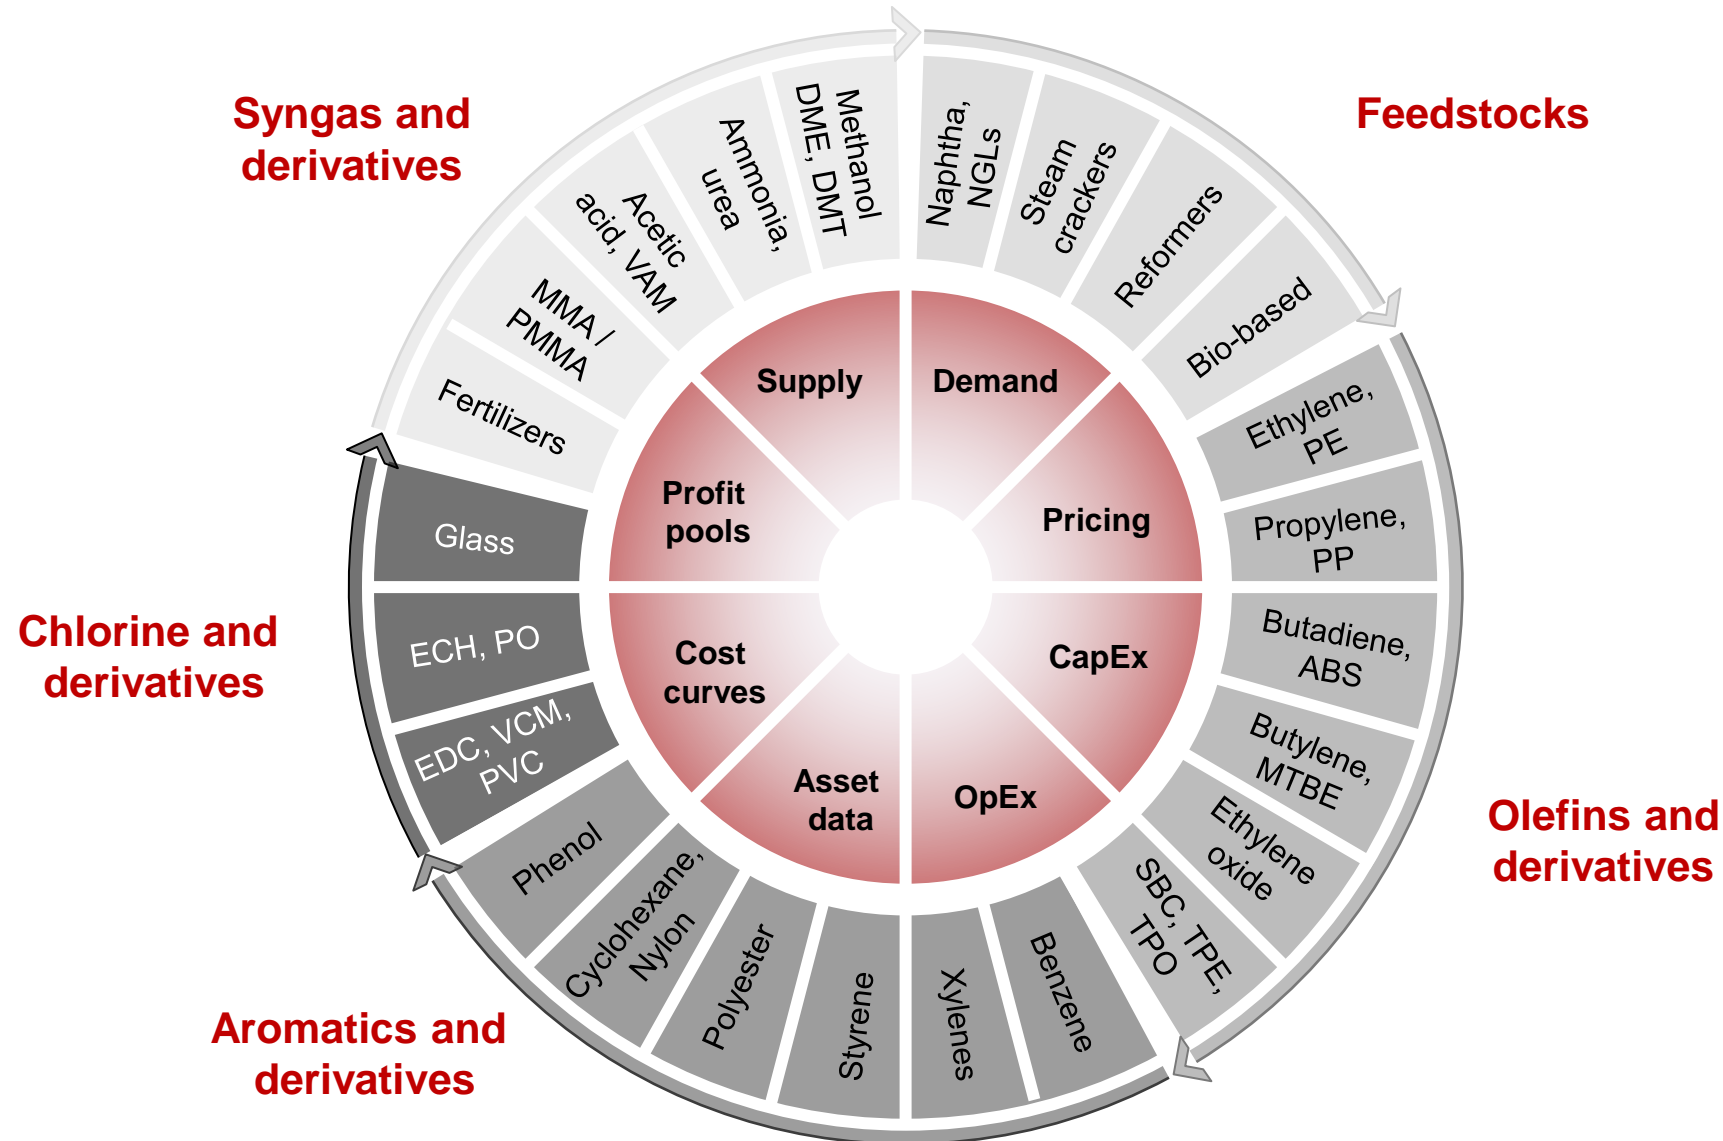 Syngas and
derivatives
Feedstocks
Olefins and
derivatives
Aromatics and
derivatives
Chlorine and
derivatives
Naphtha,
NGLs
Steam
crackers
Reformers
Bio-based
Ethylene,
PE
Propylene,
PP
Butadiene,
ABS
Butylene,
MTBE
Ethylene
oxide
SBC, TPE,
TPO
Benzene
Xylenes
Styrene
Polyester
Cyclohexane,
Nylon
Phenol
EDC, VCM,
PVC
ECH, PO
Glass
Fertilizers
MMA /
PMMA
Acetic
acid, VAM
Ammonia,
urea
Methanol
DME, DMT
Supply
Demand
Pricing
CapEx
OpEx
Asset
data
Cost
curves
Profit
pools